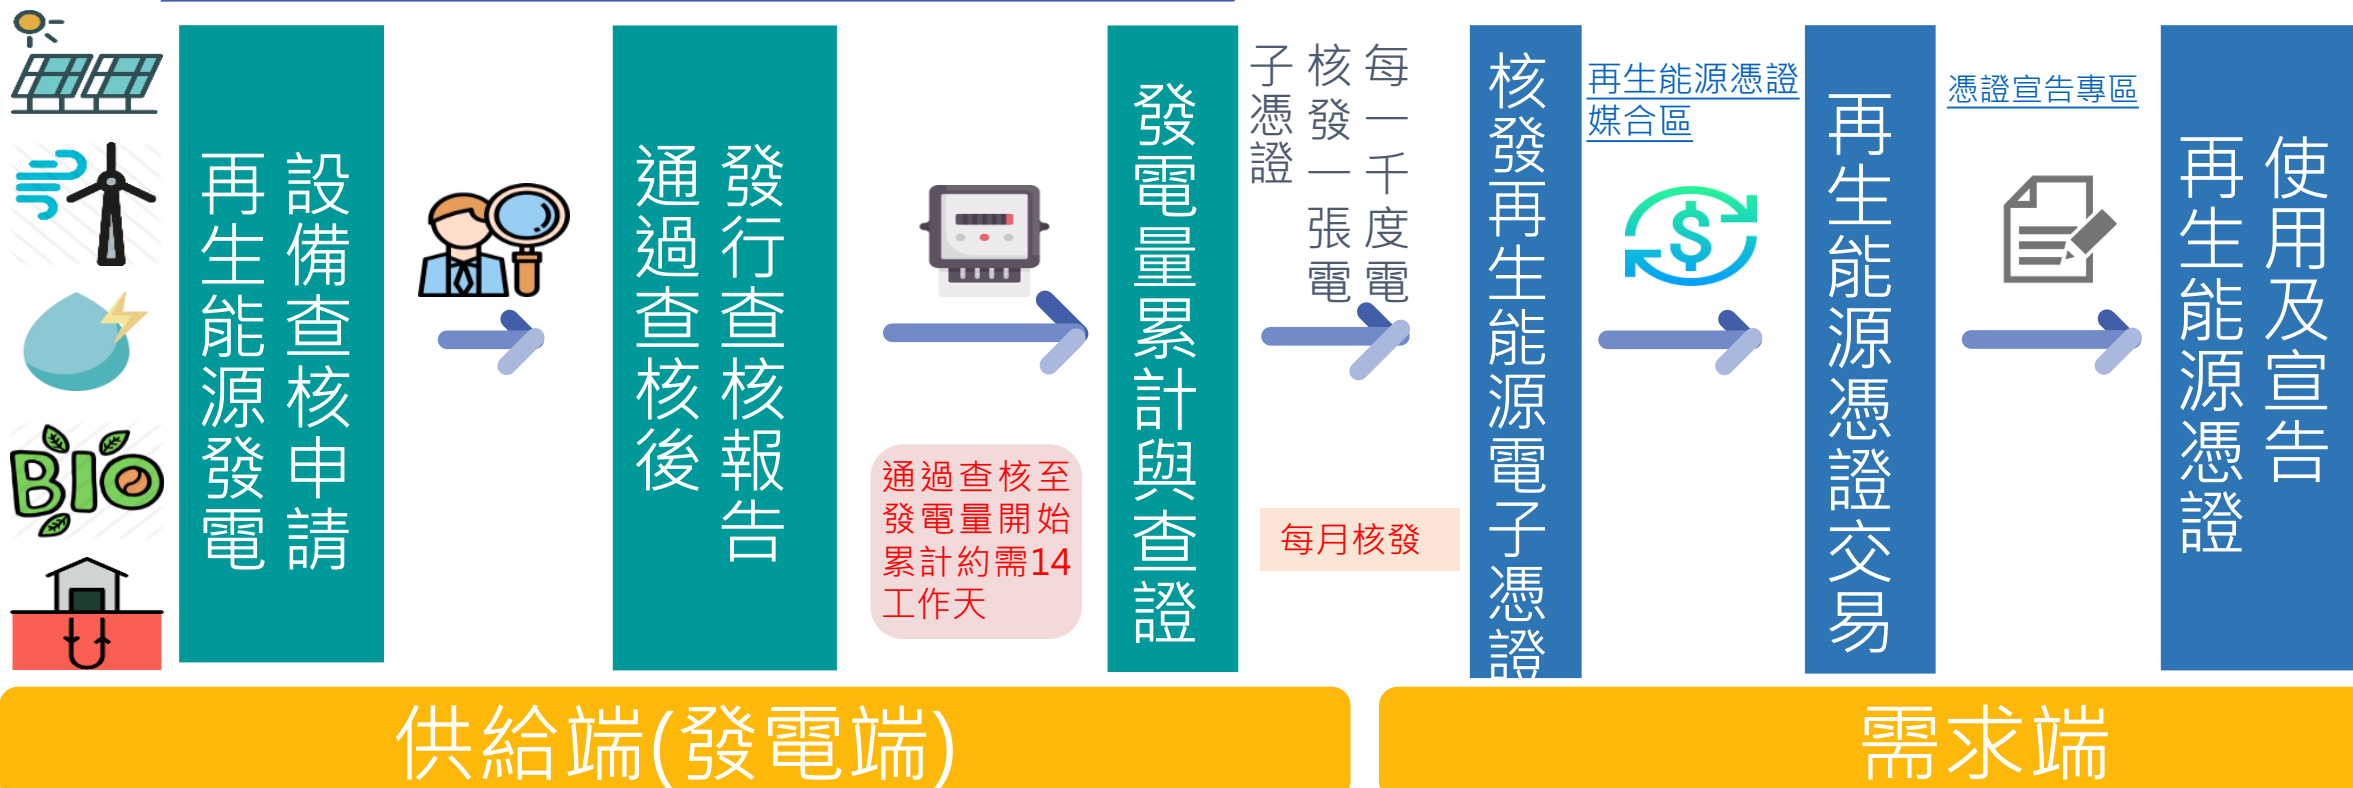 再生能源發電
設備查核申請
BIO
通過查核後
發行查核報告
通過查核至
發電量開始
累計約需14
工作天
發電量累計與查證
每一千度電
核發一張電
子憑證
每月核發
核發再生能源電子憑證
再生能源憑證
媒合區
$
再生能源憑證交易
憑證宣告專區
再生能源憑證
使用及宣告
供給端(發電端)
需求端